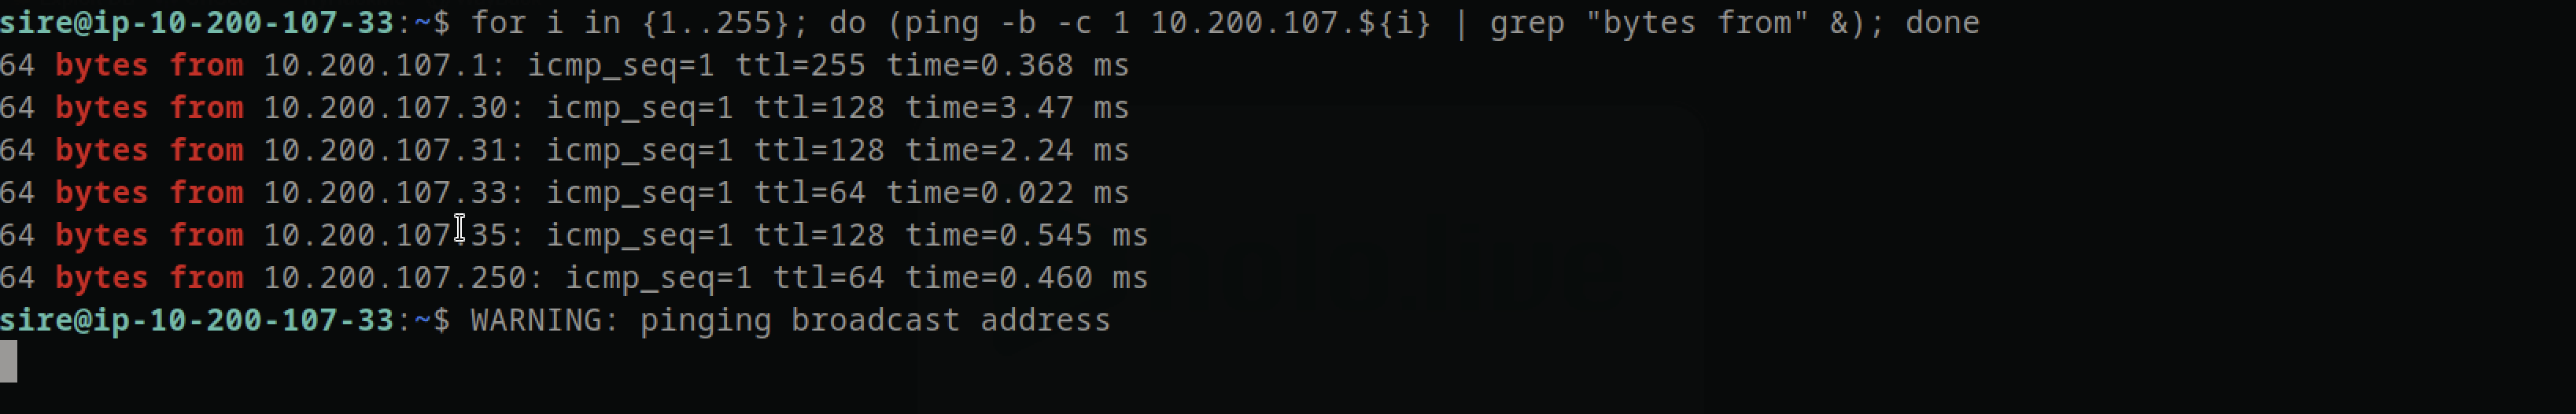 sire@ip-10-200-107-33:~$ for i in {1..255}; do (ping -b -c 1 10.200.107.${i} | grep "bytes from" &); done
64 bytes from 10.200.107.1: icmp_seq=1 ttl=255 time=0.368 ms
64 bytes from 10.200.107.30: icmp_seq=1 ttl=128 time=3.47 ms
64 bytes from 10.200.107.31: icmp_seq=1 ttl=128 time=2.24 ms
64 bytes from 10.200.107.33: icmp_seq=1 ttl=64 time=0.022 ms
64 bytes from 10.200.107.35: icmp_seq=1 ttl=128 time=0.545 ms
64 bytes from 10.200.107.250: icmp_seq=1 ttl=64 time=0.460 ms
sire@ip-10-200-107-33:~$ WARNING: pinging broadcast address